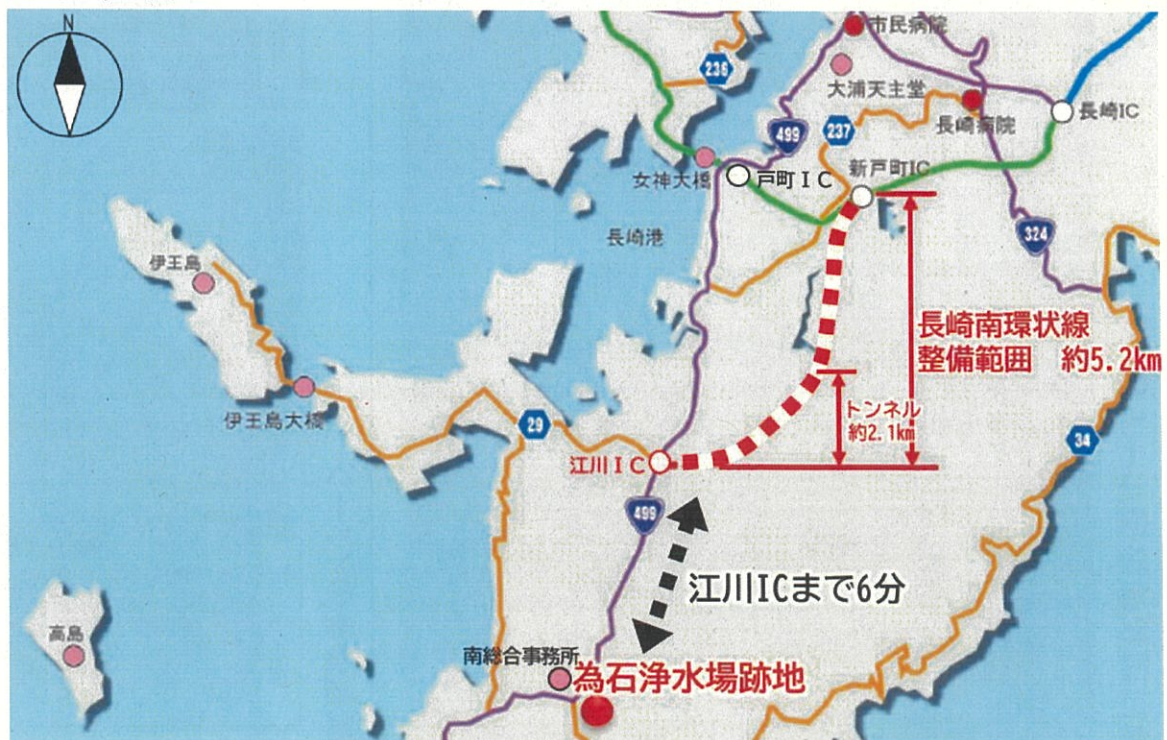 N
市民病院
236
大浦天主堂
長崎IC
長崎病院
499
237
新戸町IC
女神大橋
戸町IC
長崎港
324
伊王島
長崎南環状線
整備範囲 約5.2km
伊王島大橋
トンネル
約2.1km
29
34
江川IC
499
江川ICまで6分
高島
南総合事務所
為石浄水場跡地